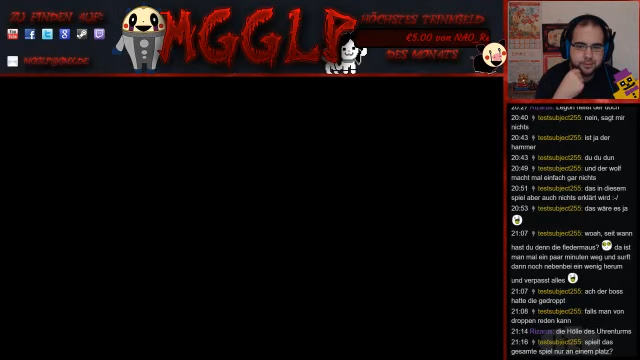 ZU FINDEN AUF:
MGGLP@GMX.DE
MGGLP
HÖCHSTES TRINKGELD
€5.00 von NAO_Re
DES MONATS
20:40 testsubject255: nein, sagt mir
nichts
20:43 testsubject255: ist ja der
hammer
20:43 testsubject255: du du dun
20:49 testsubject255: und der wolf
macht mal einfach gar nichts
20:51 testsubject255: das in diesem
spiel aber auch nichts erklärt wird :-/
20:53 testsubject255: das wäre es ja
21:07 testsubject255: woah, seit wann
hast du denn die fledermaus? da ist
man mal ein paar minuten weg und surft
dann noch nebenbei ein wenig herum
und verpasst alles
21:07 testsubject255: ach der boss
hatte die gedroppt
21:08 testsubject255: falls man von
droppen reden kann
21:14 Rizarus: die Hölle des Uhrenturms
21:16 testsubject255: spielt das
gesamte spiel nur an einem platz?